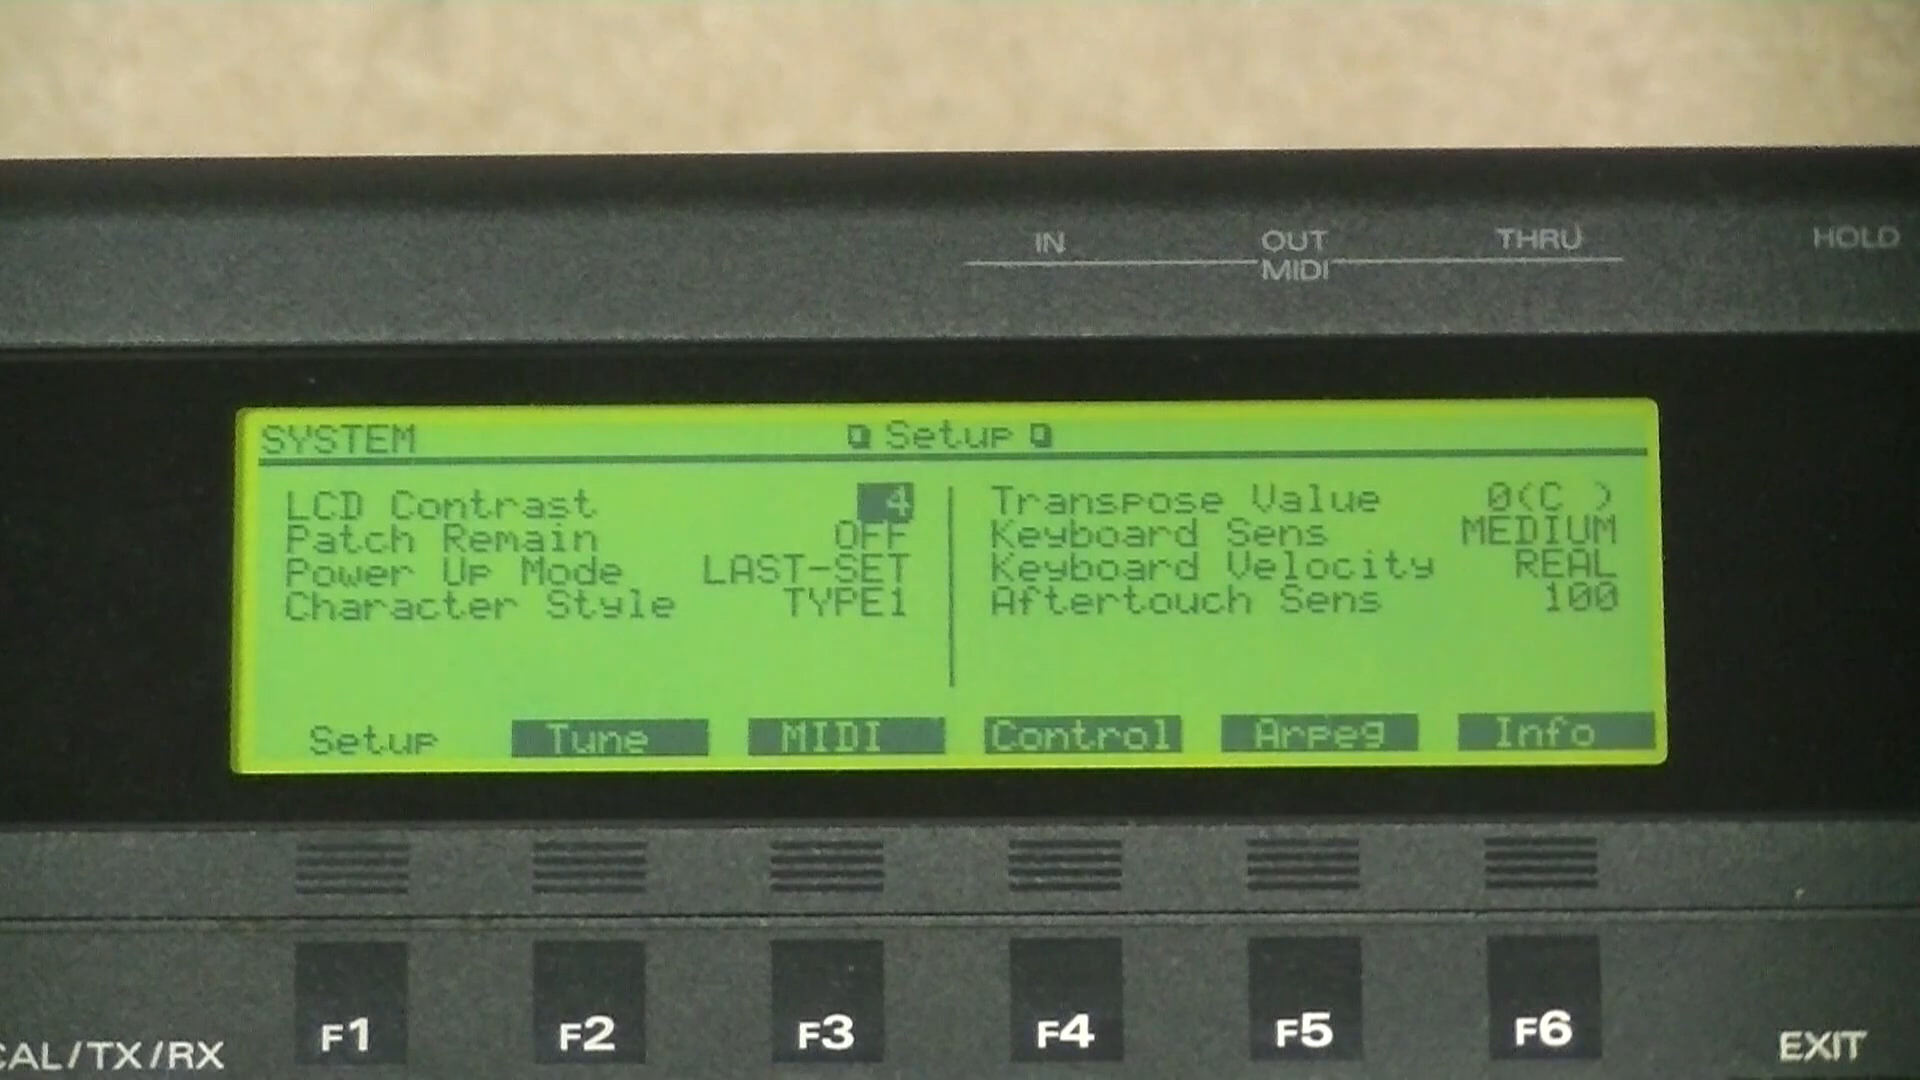 IN OUT THRU HOLD
MIDI
SYSTEM Setup
LCD Contrast 4 Transpose Value 0(C )
Patch Remain OFF Keyboard Sens MEDIUM
Power Up Mode LAST-SET Keyboard Velocity REAL
Character Style TYPE1 Aftertouch Sens 100
Setup Tune MIDI Control Arpeg Info
CAL/TX/RX F1 F2 F3 F4 F5 F6 EXIT